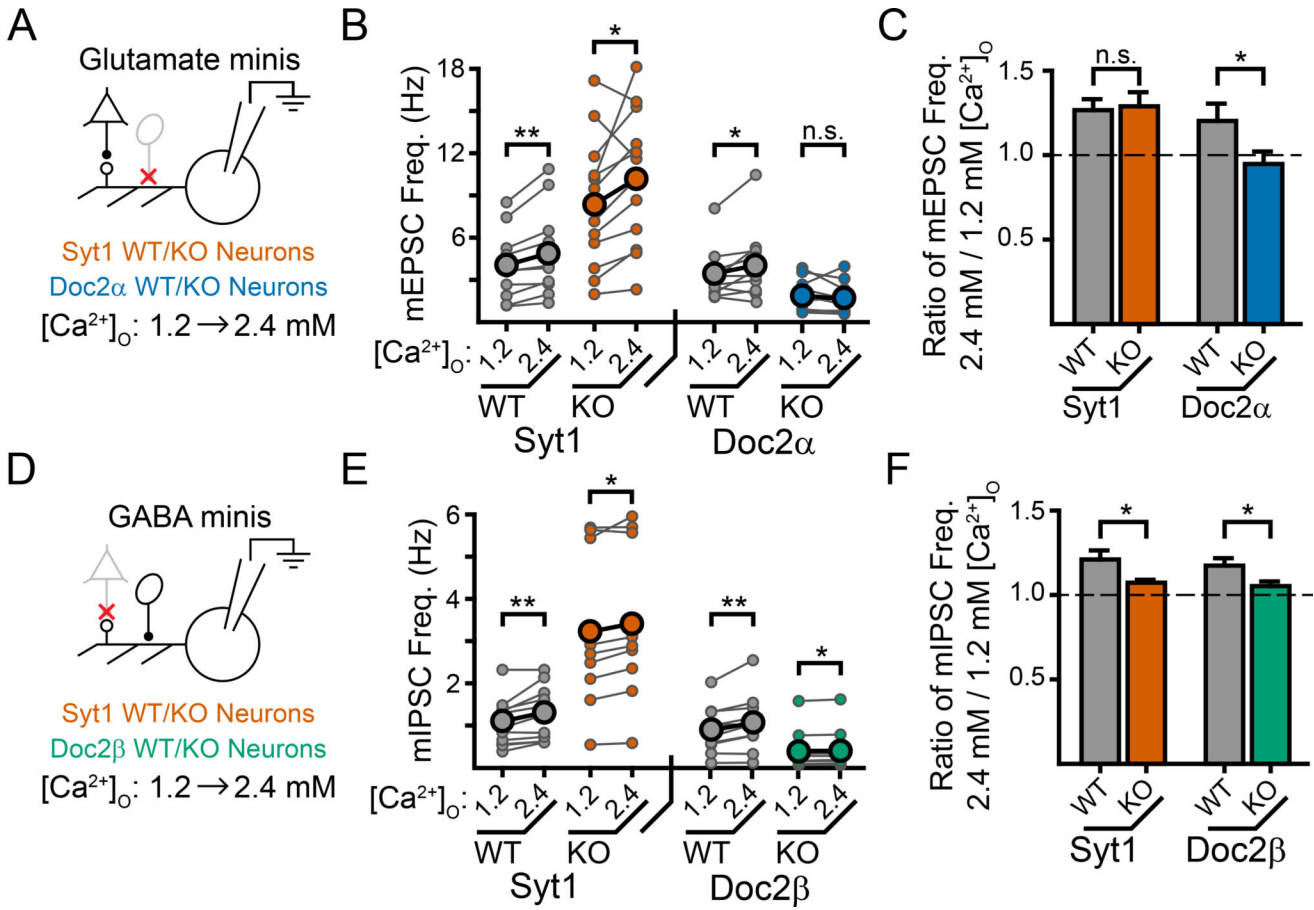 A
Glutamate minis
Syt1 WT/KO Neurons
Doc2α WT/KO Neurons
[Ca²⁺]ₒ: 1.2→2.4 mM
B
mEPSC Freq. (Hz)
18
12
6
**
*
*
n.s.
[Ca²⁺]ₒ:
1.2 2.4 1.2 2.4 1.2 2.4 1.2 2.4
WT KO WT KO
Syt1 Doc2α
C
Ratio of mEPSC Freq.
2.4 mM / 1.2 mM [Ca²⁺]ₒ
1.5
1.0
0.5
n.s. *
WT KO WT KO
Syt1 Doc2α
D
GABA minis
Syt1 WT/KO Neurons
Doc2β WT/KO Neurons
[Ca²⁺]ₒ: 1.2→2.4 mM
E
mIPSC Freq. (Hz)
6
4
2
**
*
**
*
[Ca²⁺]ₒ:
1.2 2.4 1.2 2.4 1.2 2.4 1.2 2.4
WT KO WT KO
Syt1 Doc2β
F
Ratio of mIPSC Freq.
2.4 mM / 1.2 mM [Ca²⁺]ₒ
1.5
1.0
0.5
* *
WT KO WT KO
Syt1 Doc2β